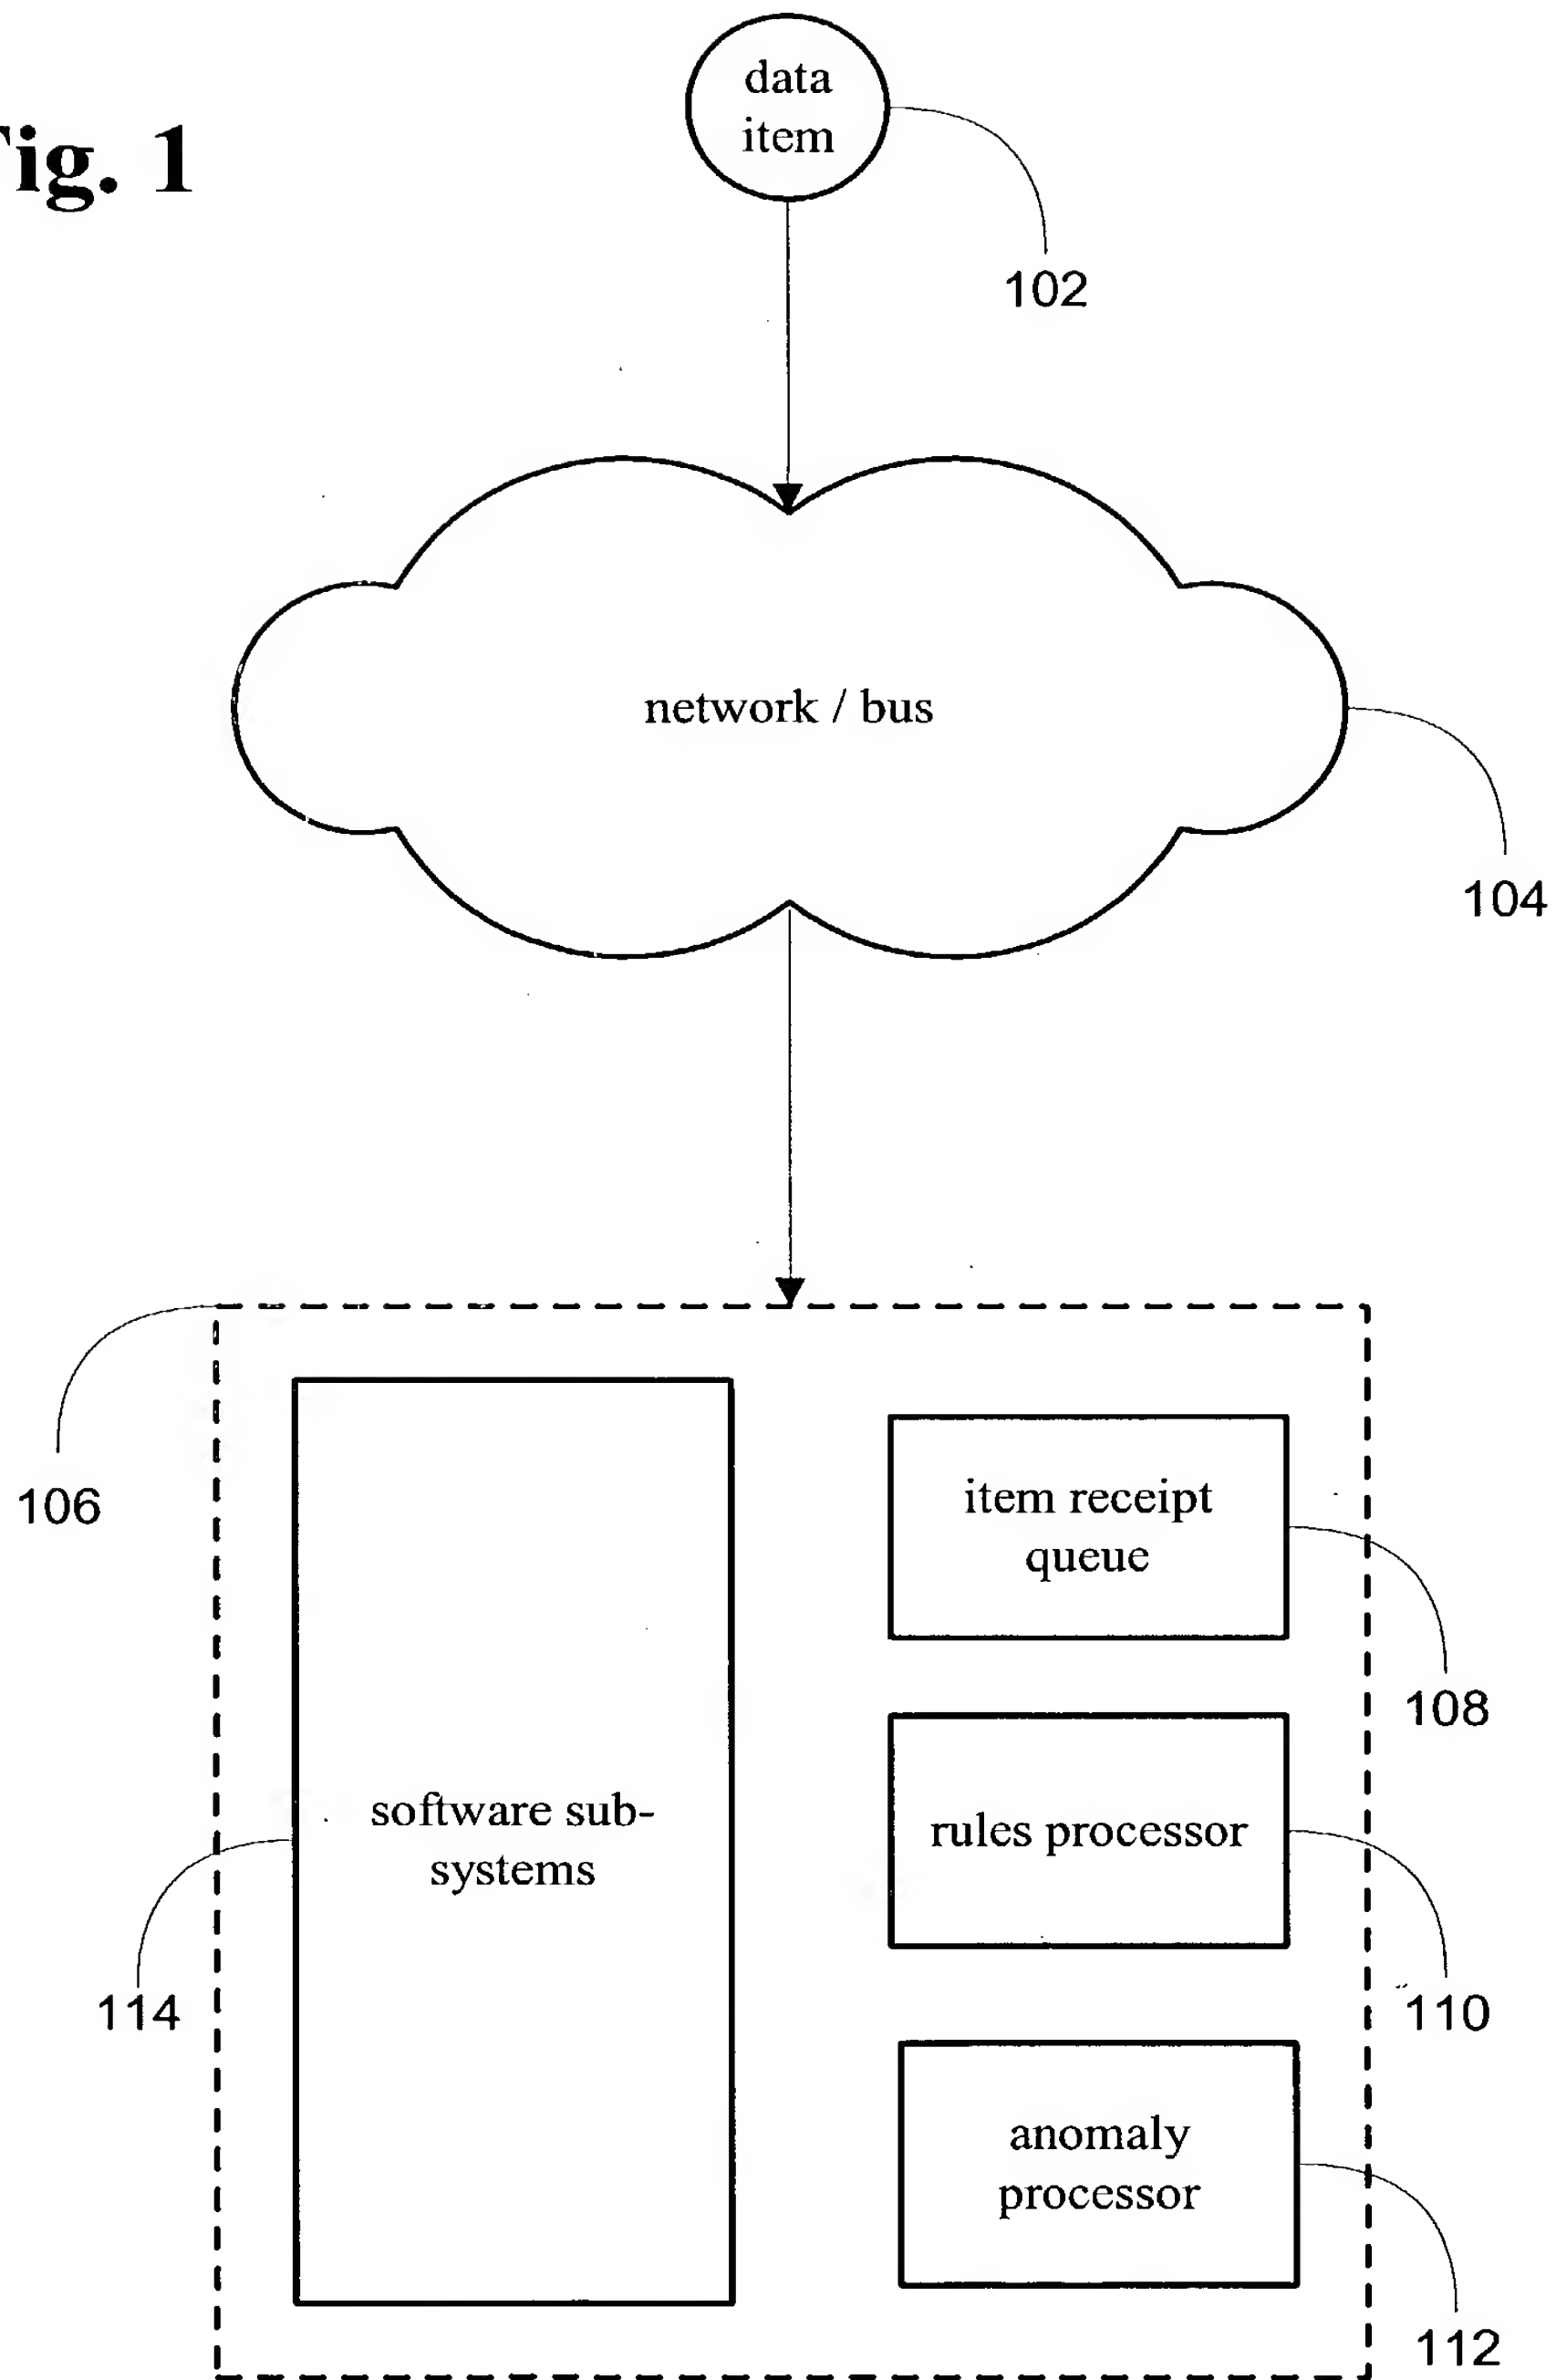 data
item
ig. 1
102
network / bus
104
106
item receipt
queue
108
software sub-
systems
rules processor
114
110
anomaly
processor
112